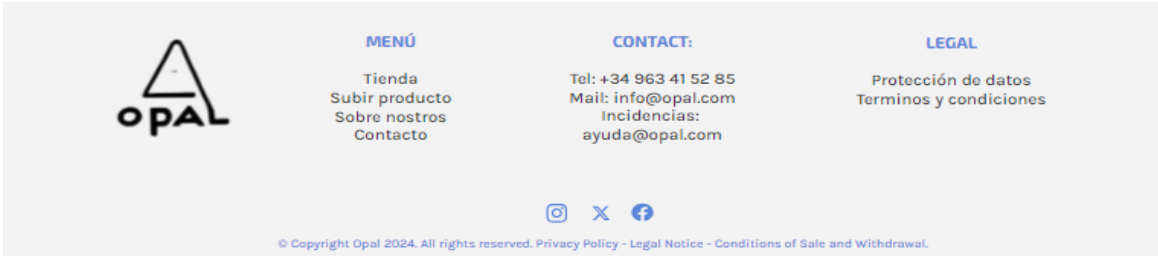 OPAL
MENÚ
Tienda
Subir producto
Sobre nostros
Contacto
CONTACT:
Tel: +34 963 41 52 85
Mail: info@opal.com
Incidencias:
ayuda@opal.com
LEGAL
Protección de datos
Terminos y condiciones
© Copyright Opal 2024. All rights reserved. Privacy Policy - Legal Notice - Conditions of Sale and Withdrawal.